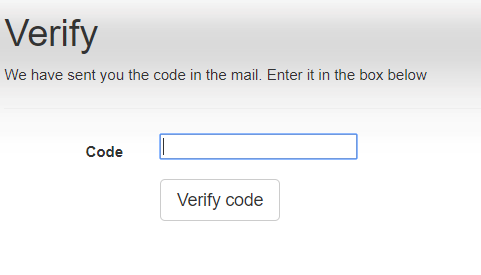 Verify
We have sent you the code in the mail. Enter it in the box below
Code
Verify code